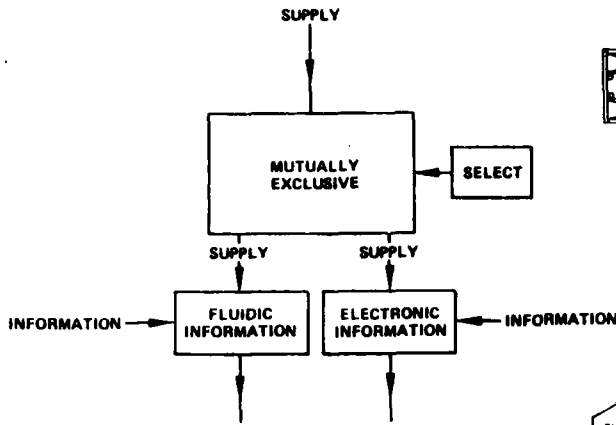 SUPPLY
MUTUALLY
EXCLUSIVE
SELECT
SUPPLY SUPPLY
INFORMATION
FLUIDIC
INFORMATION
ELECTRONIC
INFORMATION
INFORMATION